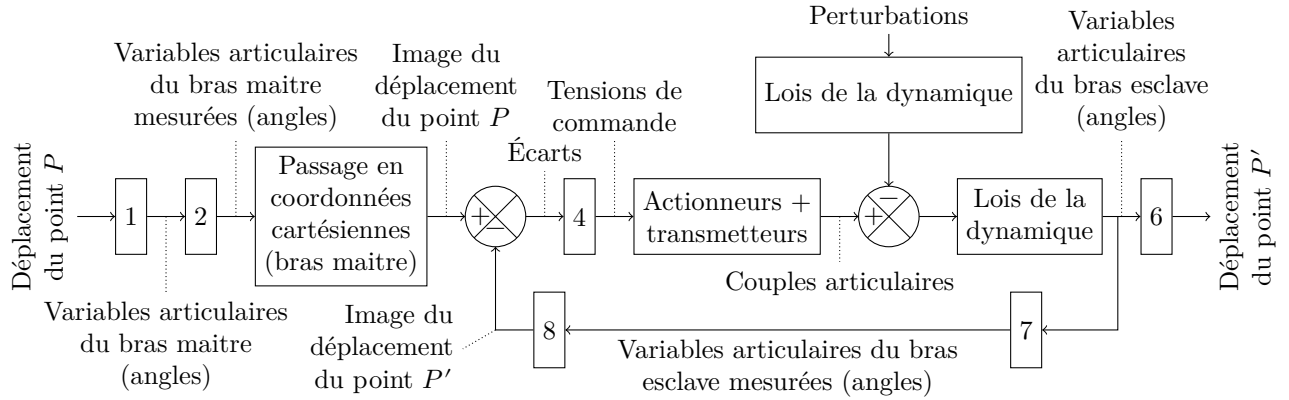 Perturbations
Lois de la dynamique
Variables
articulaires
du bras esclave
(angles)
Variables articulaires
du bras maitre
mesurées (angles)
Image du
déplacement
du point P
Tensions de
commande
Écarts
Déplacement
du point P
1
2
Passage en
coordonnées
cartésiennes
(bras maitre)
+
−
4
Actionneurs +
transmetteurs
+
−
Lois de la
dynamique
6
Déplacement
du point P'
Couples articulaires
Variables articulaires
du bras maitre
(angles)
Image du
déplacement
du point P'
8
7
Variables articulaires du bras
esclave mesurées (angles)